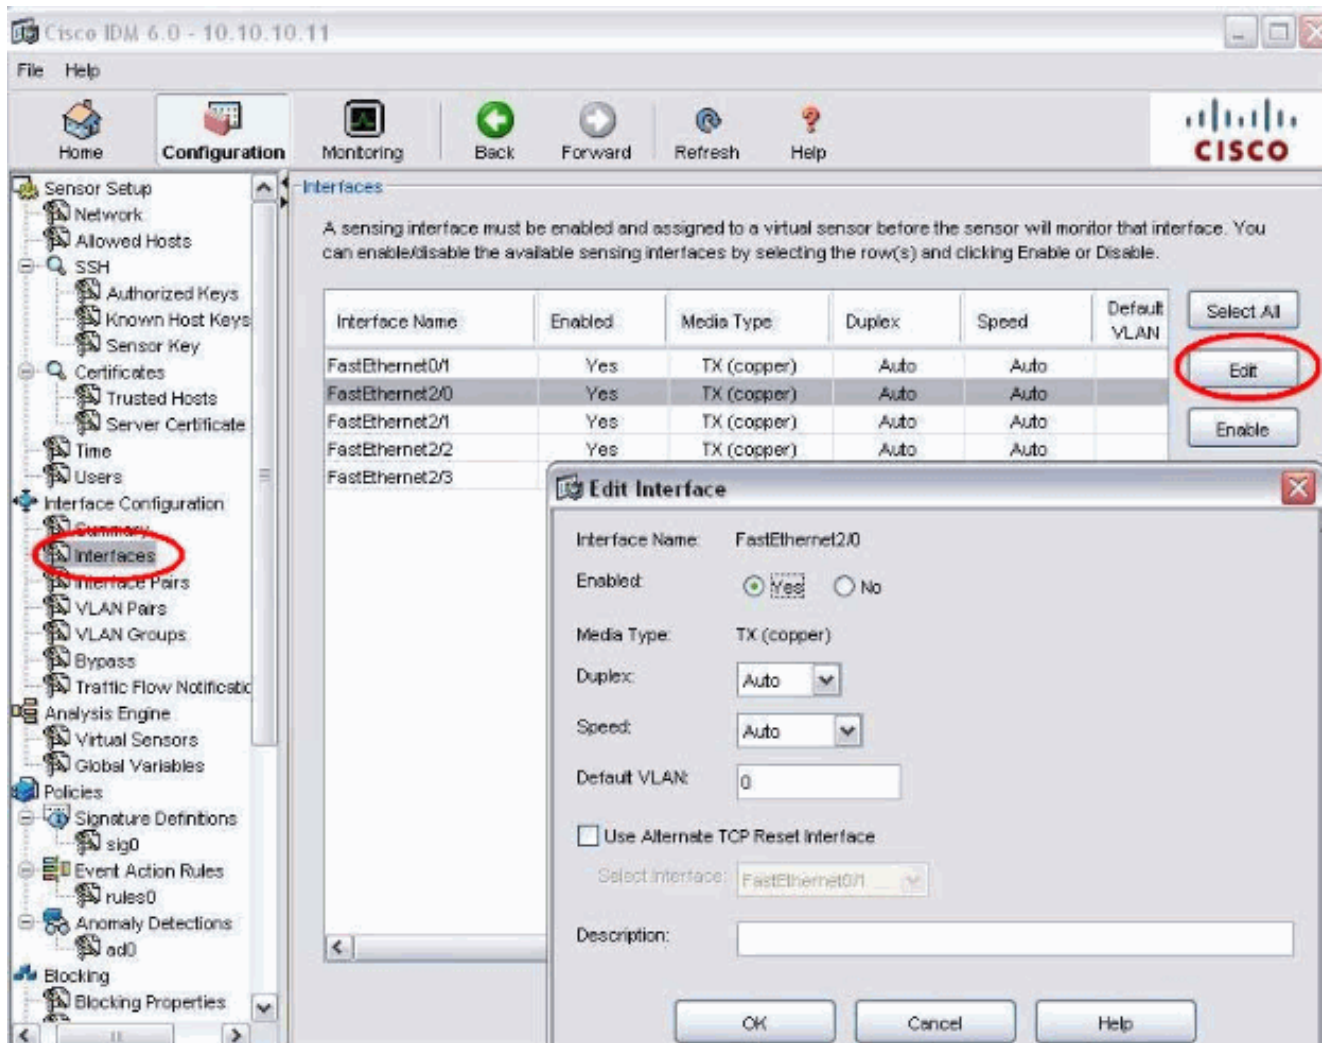 Cisco IDM 6.0 - 10.10.10.11
File Help
Home Configuration Monitoring Back Forward Refresh Help
CISCO
Sensor Setup
Network
Allowed Hosts
SSH
Authorized Keys
Known Host Keys
Sensor Key
Certificates
Trusted Hosts
Server Certificate
Time
Users
Interface Configuration
Summary
Interfaces
Interface Pairs
VLAN Pairs
VLAN Groups
Bypass
Traffic Flow Notificatic
Analysis Engine
Virtual Sensors
Global Variables
Policies
Signature Definitions
sig0
Event Action Rules
rules0
Anomaly Detections
ad0
Blocking
Blocking Properties
Interfaces
A sensing interface must be enabled and assigned to a virtual sensor before the sensor will monitor that interface. You
can enable/disable the available sensing interfaces by selecting the row(s) and clicking Enable or Disable.
Interface Name Enabled Media Type Duplex Speed Default VLAN
FastEthernet0/1 Yes TX (copper) Auto Auto
FastEthernet2/0 Yes TX (copper) Auto Auto
FastEthernet2/1 Yes TX (copper) Auto Auto
FastEthernet2/2 Yes TX (copper) Auto Auto
FastEthernet2/3
Select All
Edit
Enable
Edit Interface
Interface Name: FastEthernet2/0
Enabled: Yes No
Media Type: TX (copper)
Duplex: Auto
Speed: Auto
Default VLAN: 0
Use Alternate TCP Reset Interface
Select Interface: FastEthernet0/1
Description:
OK Cancel Help